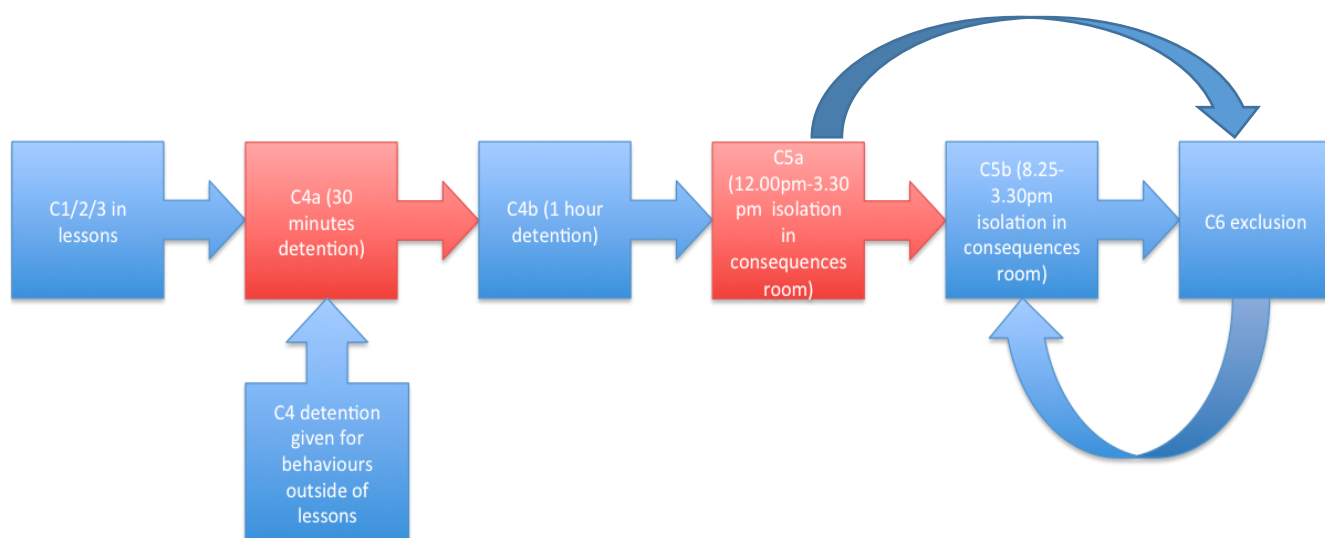 C1/2/3 in
lessons
C4a (30
minutes
detention)
C4b (1 hour
detention)
C5a
(12.00pm-3.30
pm  isolation
in
consequences
room)
C5b (8.25-
3.30pm
isolation in
consequences
room)
C6 exclusion
C4 detention
given for
behaviours
outside of
lessons